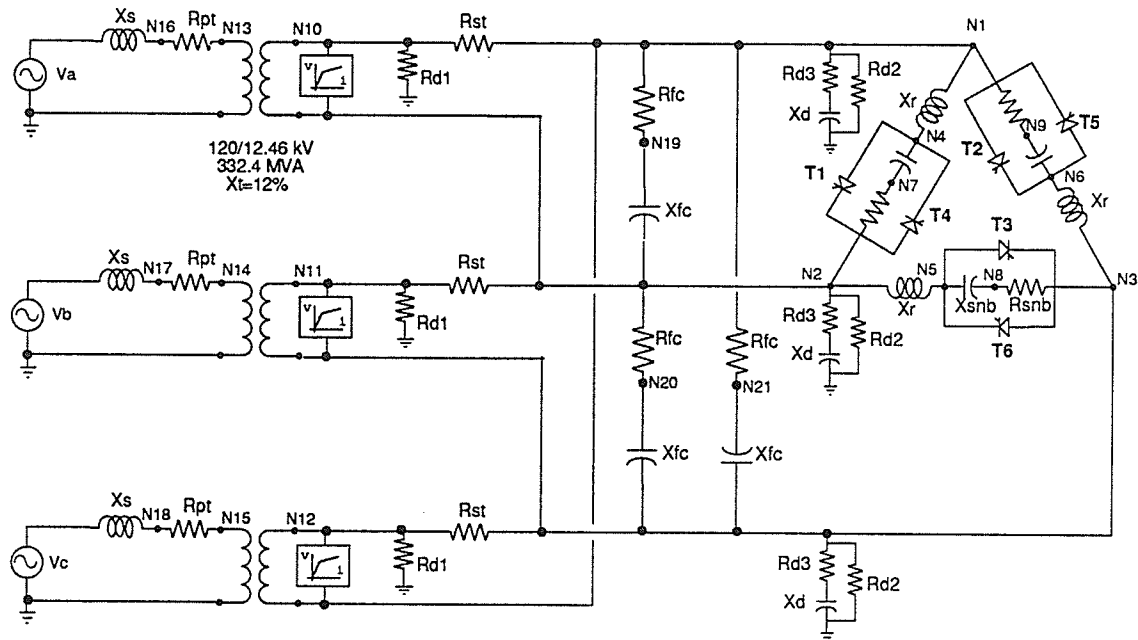 Xs N16 Rpt N13 N10 Rst N1
Va
v
1
Rd1
Rfc
N19
Xfc
Rd3 Rd2
Xd
Xr
N4
N7
T1
T4
N9
T5
T2
N6
Xr
120/12.46 kV
332.4 MVA
Xt=12%
Xs N17 Rpt N14 N11 Rst N2
Vb
v
1
Rd1
Rfc
N20
Xfc
Rfc
N21
Xfc
Rd3
Xd
Rd2
Xr
N5
T3
N8
Xsnb Rsnb
T6
N3
Xs N18 Rpt N15 N12 Rst
Vc
v
1
Rd1
Rd3
Xd
Rd2